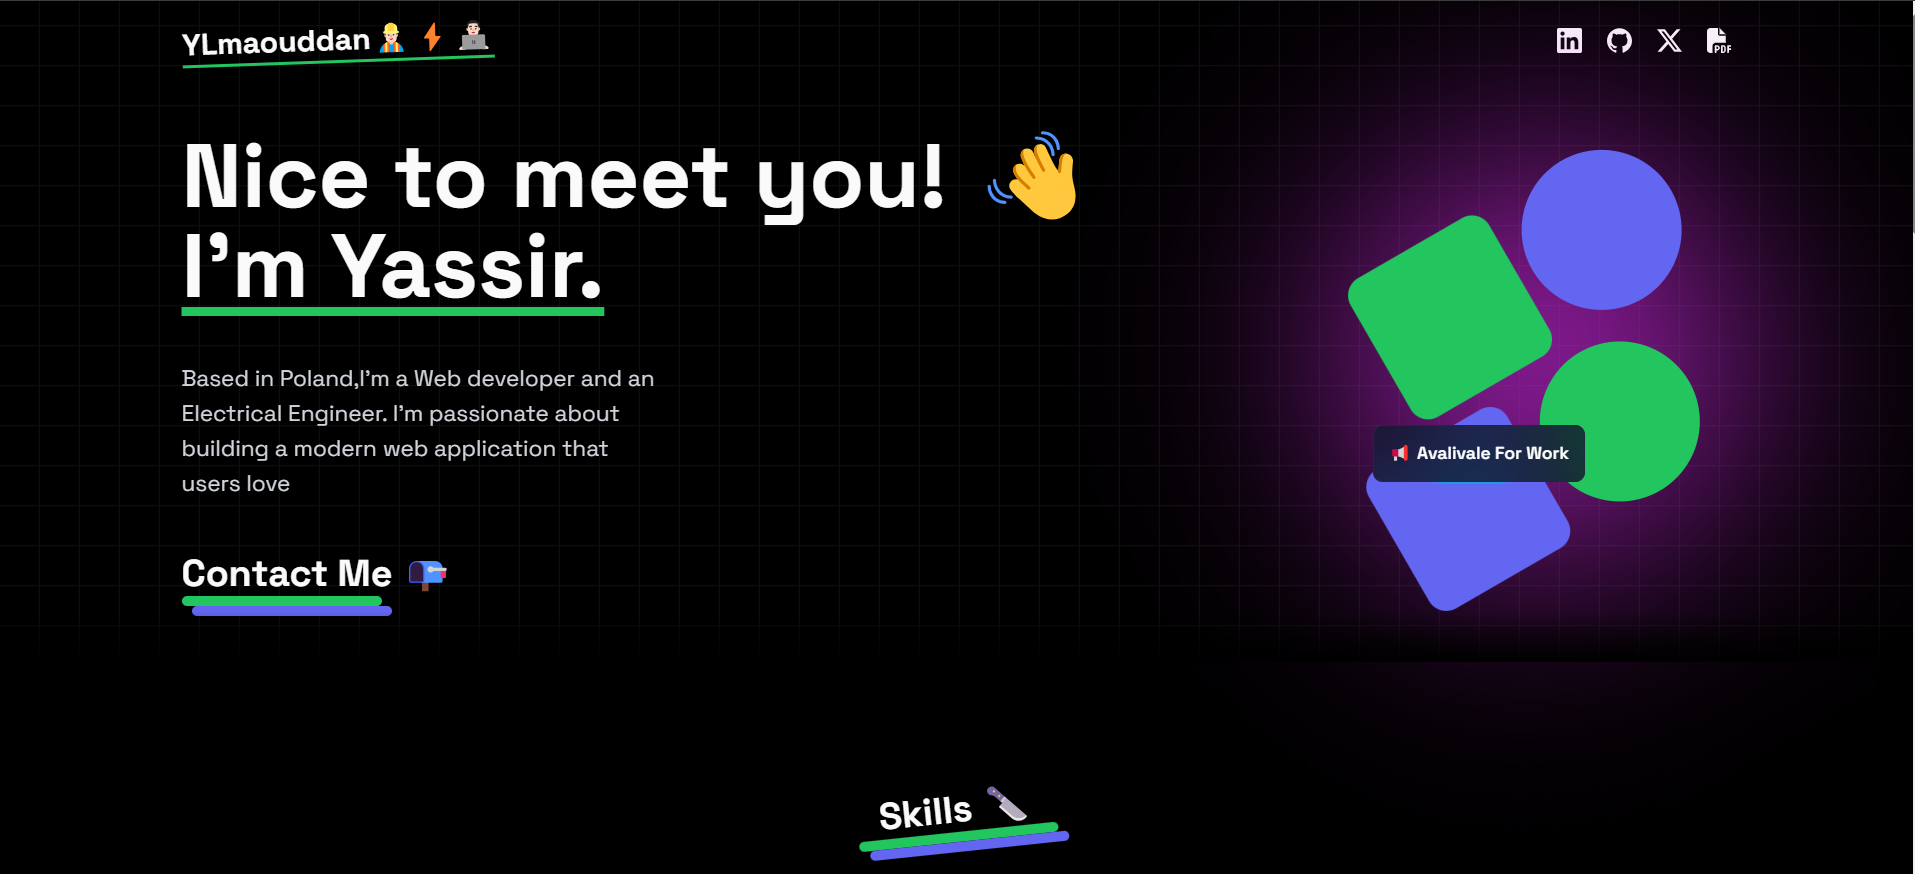 YLmaouddan
PDF
Nice to meet you!
I'm Yassir.
Based in Poland,I'm a Web developer and an
Electrical Engineer. I'm passionate about
building a modern web application that
users love
Avalivale For Work
Contact Me
Skills